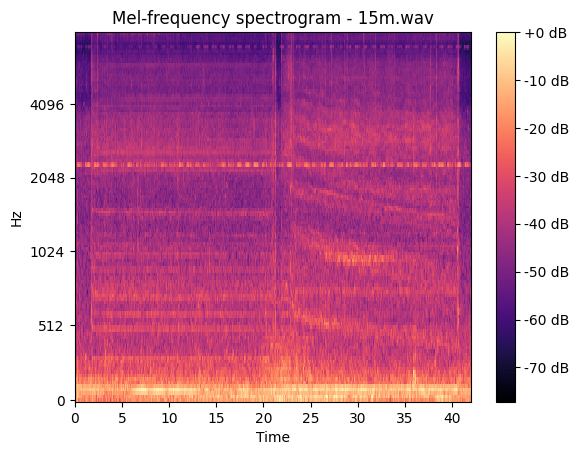 Mel-frequency spectrogram - 15m.wav
+0 dB
-10 dB
-20 dB
-30 dB
-40 dB
-50 dB
-60 dB
-70 dB
Hz
4096
2048
1024
512
0
0 5 10 15 20 25 30 35 40
Time